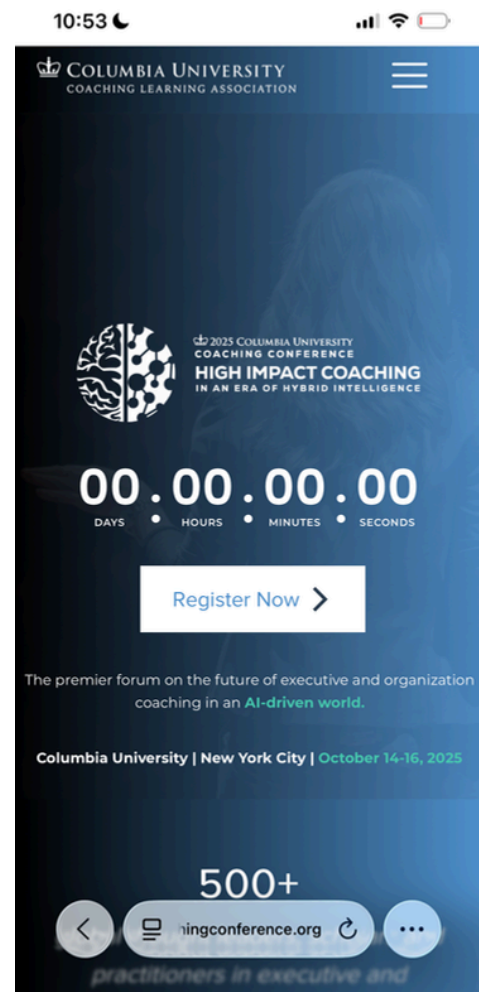 10:53
COLUMBIA UNIVERSITY
COACHING LEARNING ASSOCIATION
2025 COLUMBIA UNIVERSITY
COACHING CONFERENCE
HIGH IMPACT COACHING
IN AN ERA OF HYBRID INTELLIGENCE
00 . 00 . 00 . 00
DAYS • HOURS • MINUTES • SECONDS
Register Now
The premier forum on the future of executive and organization
coaching in an AI-driven world.
Columbia University | New York City | October 14-16, 2025
500+
ningconference.org
practitioners in executive and